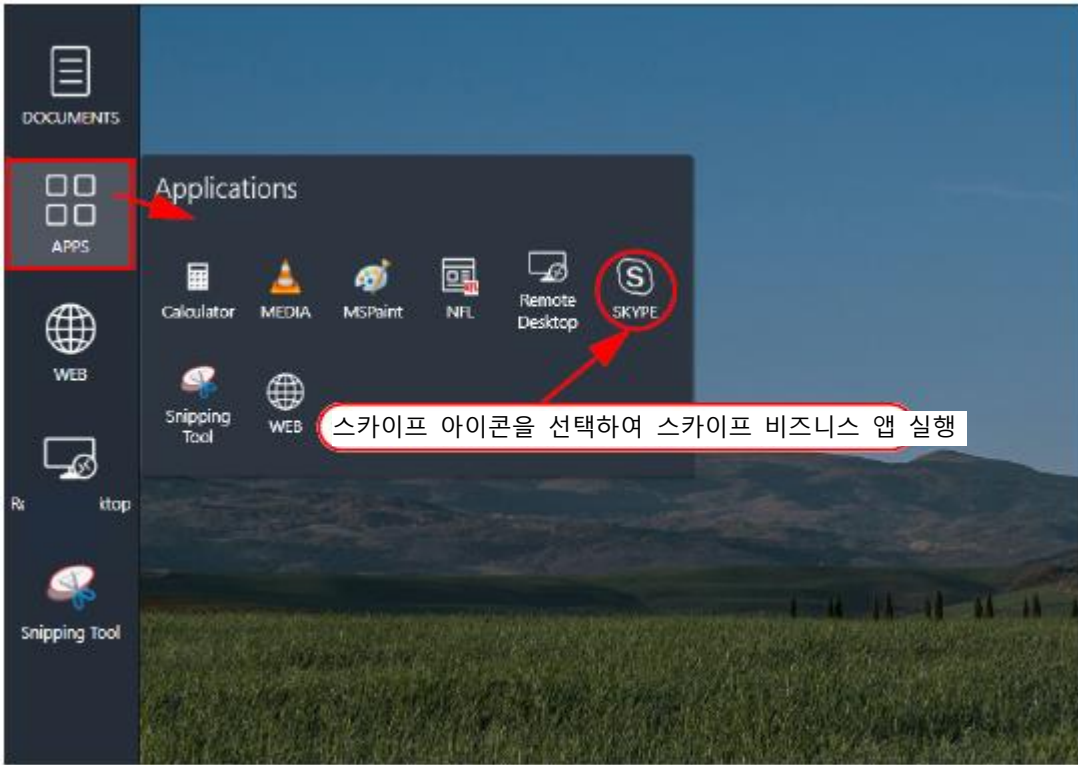 DOCUMENTS
APPS
WEB
ktop
Snipping Tool
Applications
Calculator
MEDIA
MSPaint
NFL
Remote
Desktop
SKYPE
Snipping
Tool
WEB
스카이프 아이콘을 선택하여 스카이프 비즈니스 앱 실행